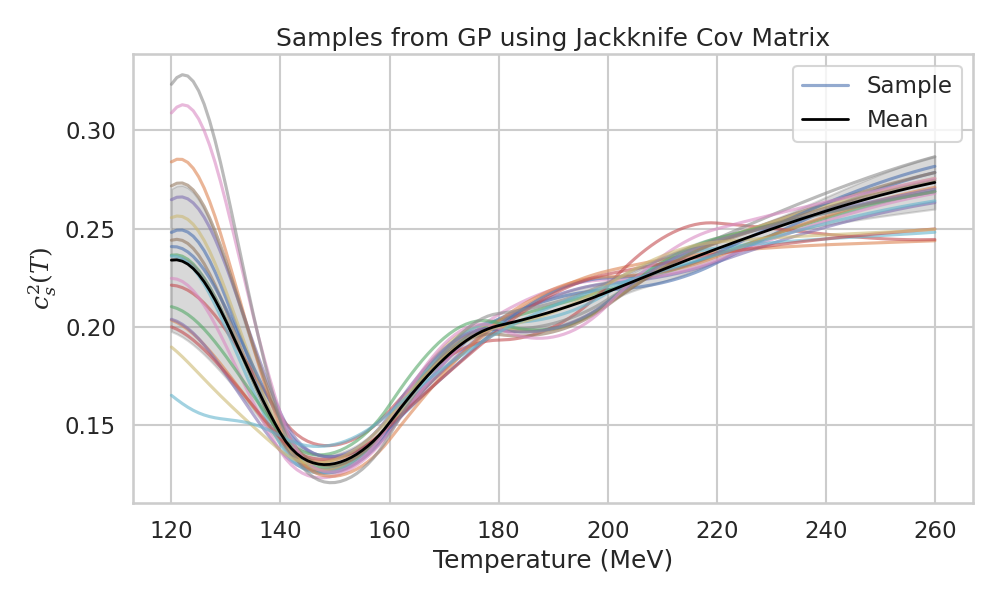 Samples from GP using Jackknife Cov Matrix
Sample
Mean
0.30
0.25
0.20
0.15
c_s^2(T)
120 140 160 180 200 220 240 260
Temperature (MeV)